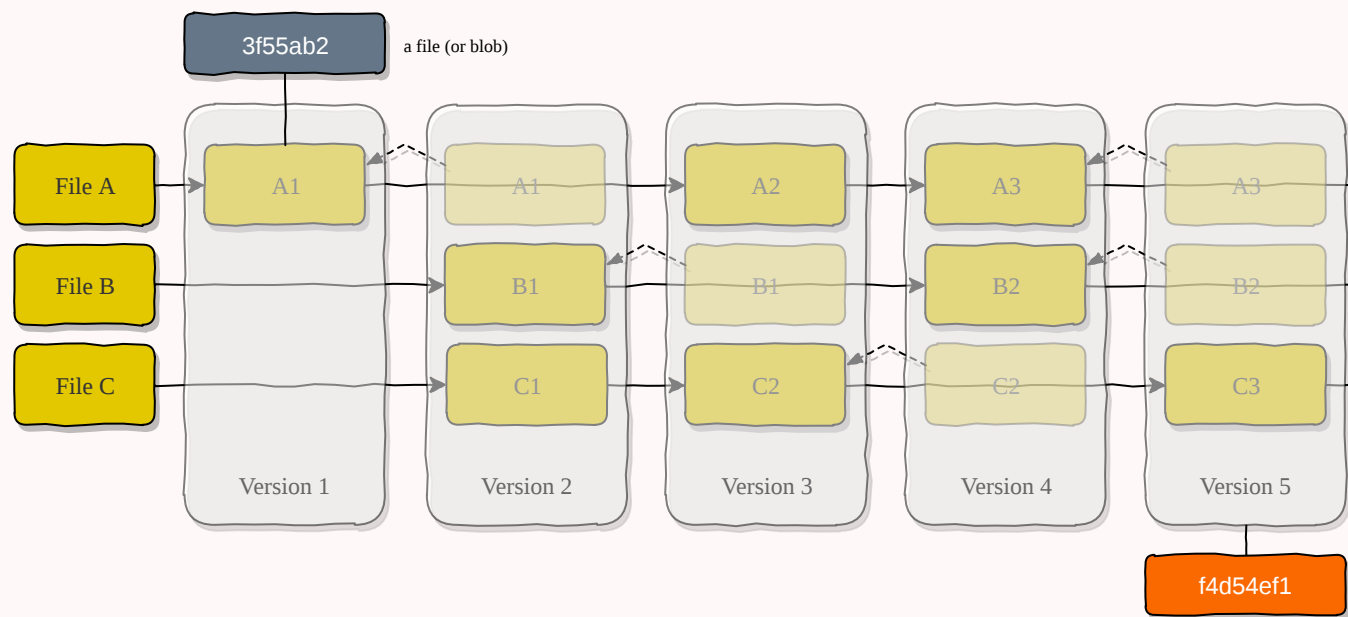 3f55ab2
a file (or blob)
File A
A1
A1
A2
A3
A3
File B
B1
B1
B2
B2
File C
C1
C2
C2
C3
Version 1
Version 2
Version 3
Version 4
Version 5
f4d54ef1